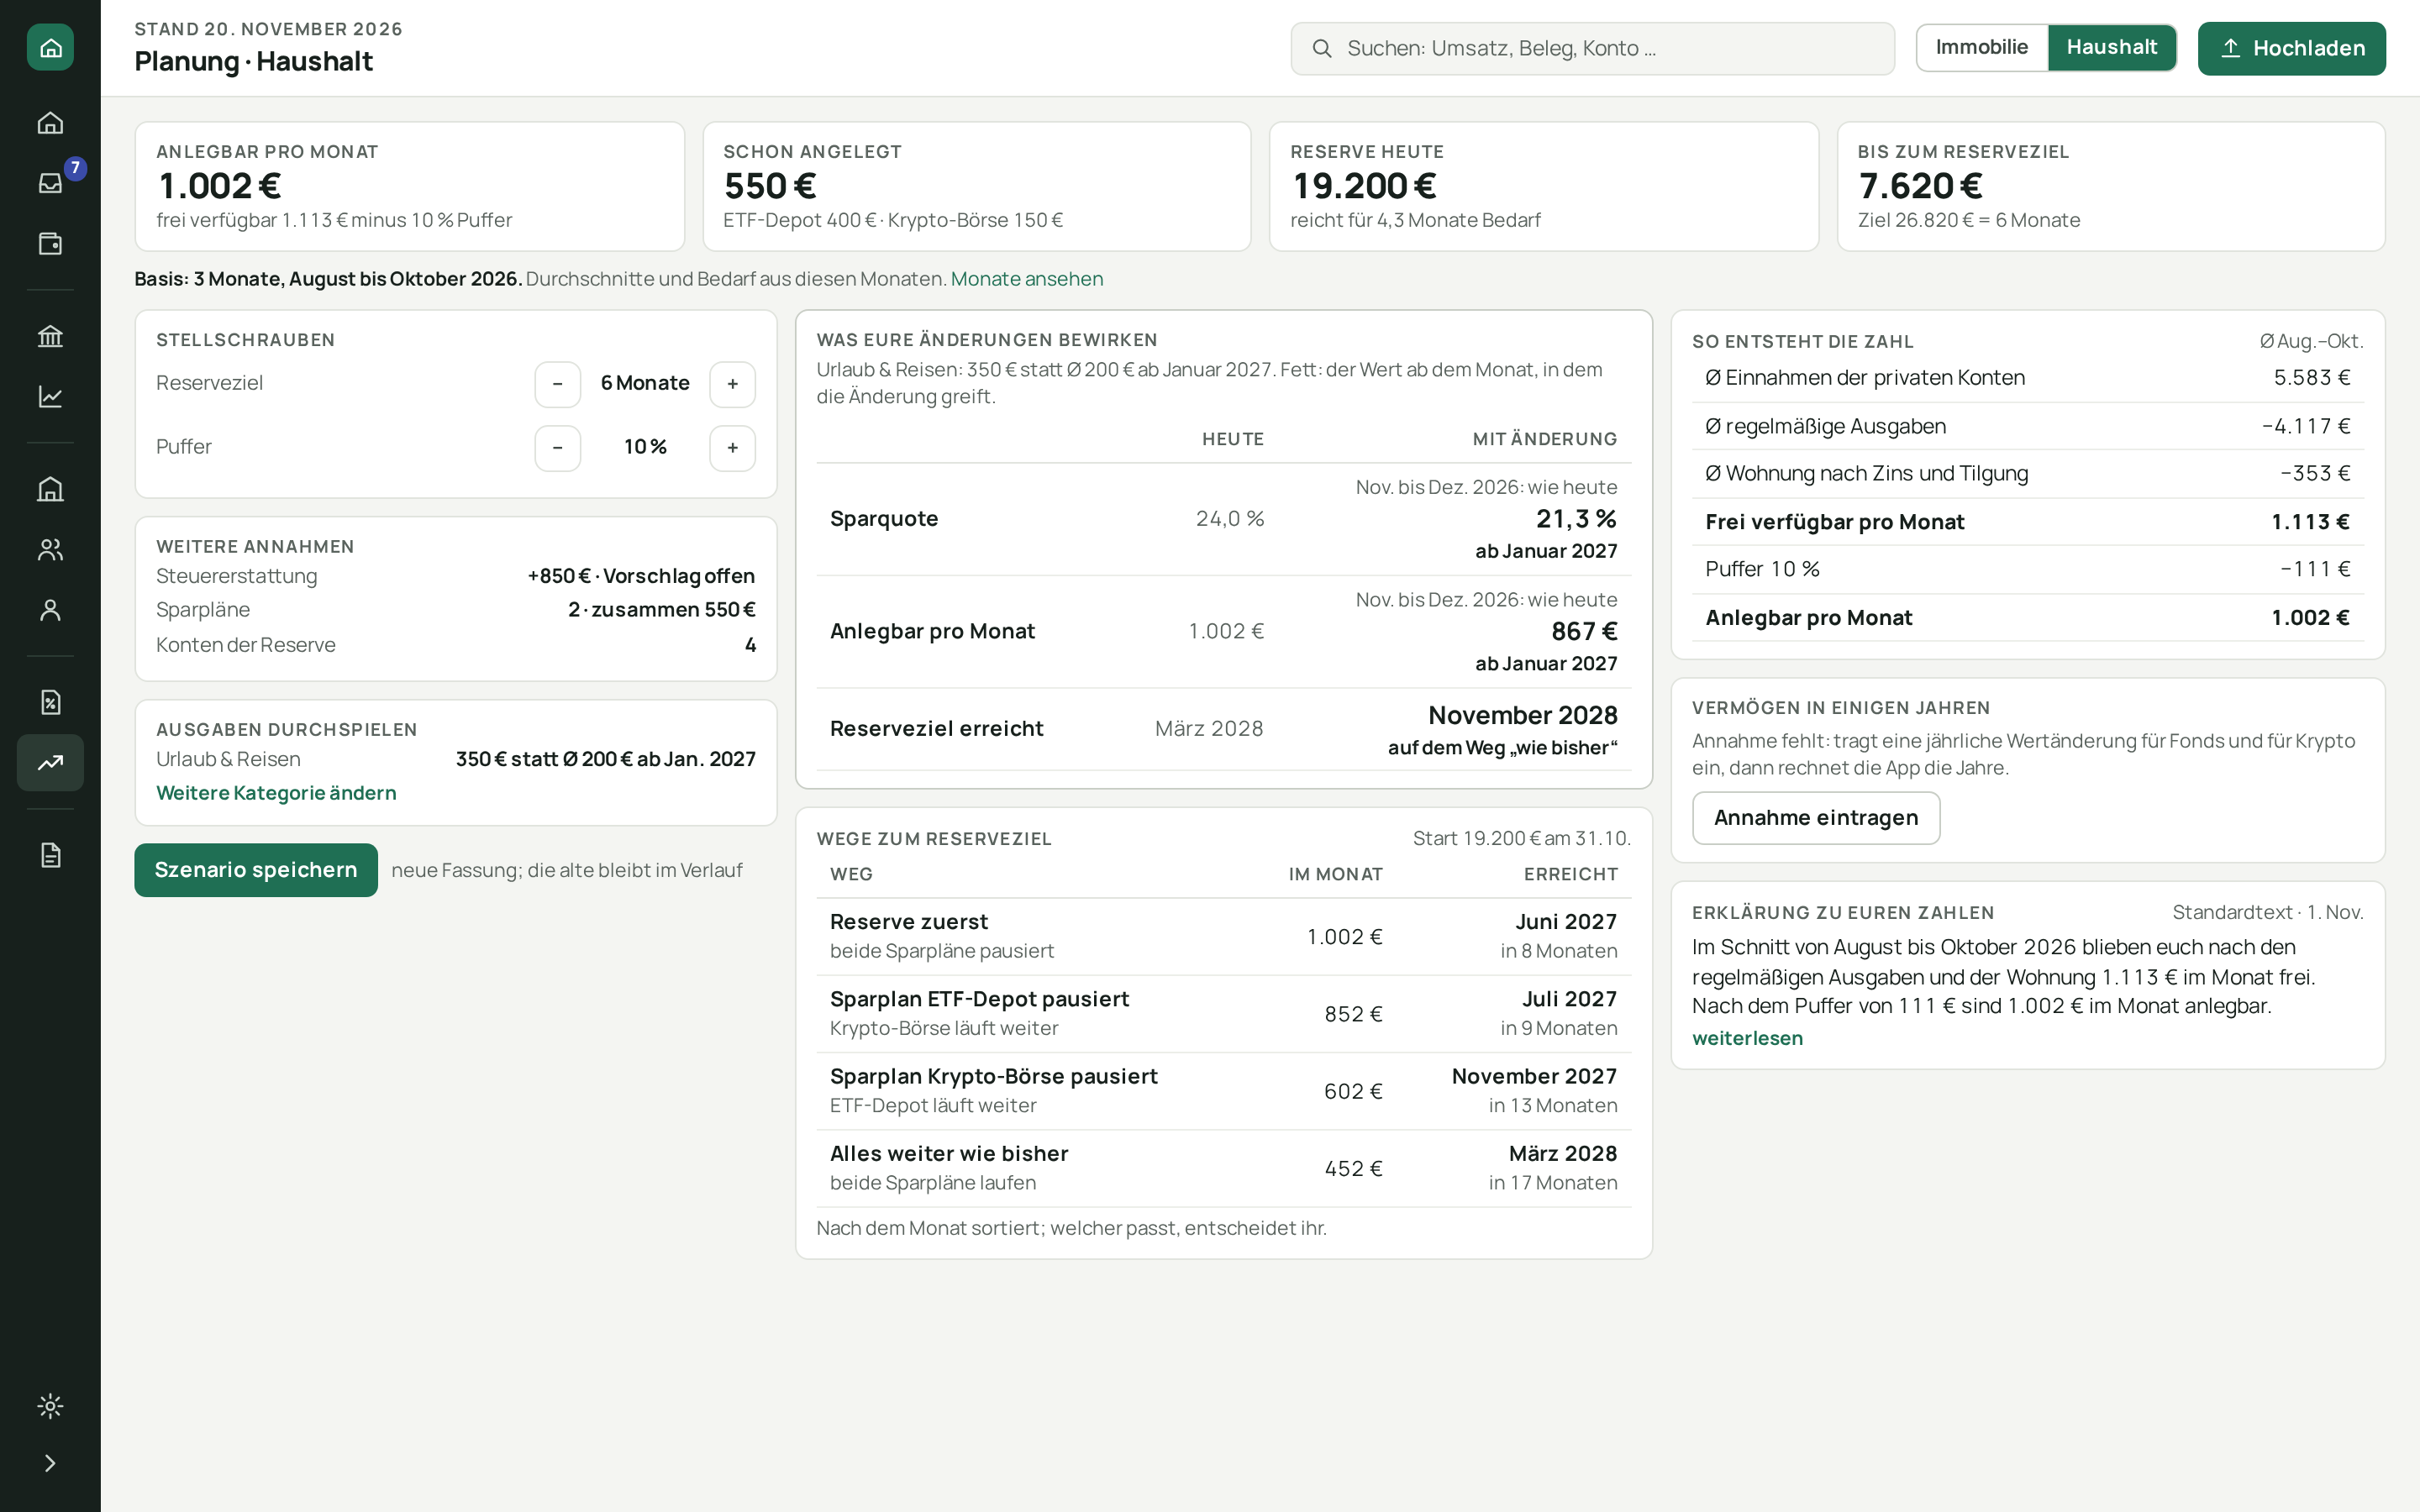 STAND 20. NOVEMBER 2026
Planung · Haushalt
Suchen: Umsatz, Beleg, Konto …
Immobilie
Haushalt
Hochladen
7
ANLEGBAR PRO MONAT
1.002 €
frei verfügbar 1.113 € minus 10 % Puffer
SCHON ANGELEGT
550 €
ETF-Depot 400 € · Krypto-Börse 150 €
RESERVE HEUTE
19.200 €
reicht für 4,3 Monate Bedarf
BIS ZUM RESERVEZIEL
7.620 €
Ziel 26.820 € = 6 Monate
Basis: 3 Monate, August bis Oktober 2026. Durchschnitte und Bedarf aus diesen Monaten. Monate ansehen
STELLSCHRAUBEN
Reserveziel − 6 Monate +
Puffer − 10 % +
WEITERE ANNAHMEN
Steuererstattung +850 € · Vorschlag offen
Sparpläne 2 · zusammen 550 €
Konten der Reserve 4
AUSGABEN DURCHSPIELEN
Urlaub & Reisen 350 € statt Ø 200 € ab Jan. 2027
Weitere Kategorie ändern
Szenario speichern neue Fassung; die alte bleibt im Verlauf
WAS EURE ÄNDERUNGEN BEWIRKEN
Urlaub & Reisen: 350 € statt Ø 200 € ab Januar 2027. Fett: der Wert ab dem Monat, in dem
die Änderung greift.
HEUTE MIT ÄNDERUNG
Nov. bis Dez. 2026: wie heute
Sparquote 24,0 % 21,3 %
ab Januar 2027
Nov. bis Dez. 2026: wie heute
Anlegbar pro Monat 1.002 € 867 €
ab Januar 2027
Reserveziel erreicht März 2028 November 2028
auf dem Weg „wie bisher“
WEGE ZUM RESERVEZIEL Start 19.200 € am 31.10.
WEG IM MONAT ERREICHT
Reserve zuerst 1.002 € Juni 2027
beide Sparpläne pausiert in 8 Monaten
Sparplan ETF-Depot pausiert 852 € Juli 2027
Krypto-Börse läuft weiter in 9 Monaten
Sparplan Krypto-Börse pausiert 602 € November 2027
ETF-Depot läuft weiter in 13 Monaten
Alles weiter wie bisher 452 € März 2028
beide Sparpläne laufen in 17 Monaten
Nach dem Monat sortiert; welcher passt, entscheidet ihr.
SO ENTSTEHT DIE ZAHL Ø Aug.–Okt.
Ø Einnahmen der privaten Konten 5.583 €
Ø regelmäßige Ausgaben −4.117 €
Ø Wohnung nach Zins und Tilgung −353 €
Frei verfügbar pro Monat 1.113 €
Puffer 10 % −111 €
Anlegbar pro Monat 1.002 €
VERMÖGEN IN EINIGEN JAHREN
Annahme fehlt: tragt eine jährliche Wertänderung für Fonds und für Krypto
ein, dann rechnet die App die Jahre.
Annahme eintragen
ERKLÄRUNG ZU EUREN ZAHLEN Standardtext · 1. Nov.
Im Schnitt von August bis Oktober 2026 blieben euch nach den
regelmäßigen Ausgaben und der Wohnung 1.113 € im Monat frei.
Nach dem Puffer von 111 € sind 1.002 € im Monat anlegbar.
weiterlesen